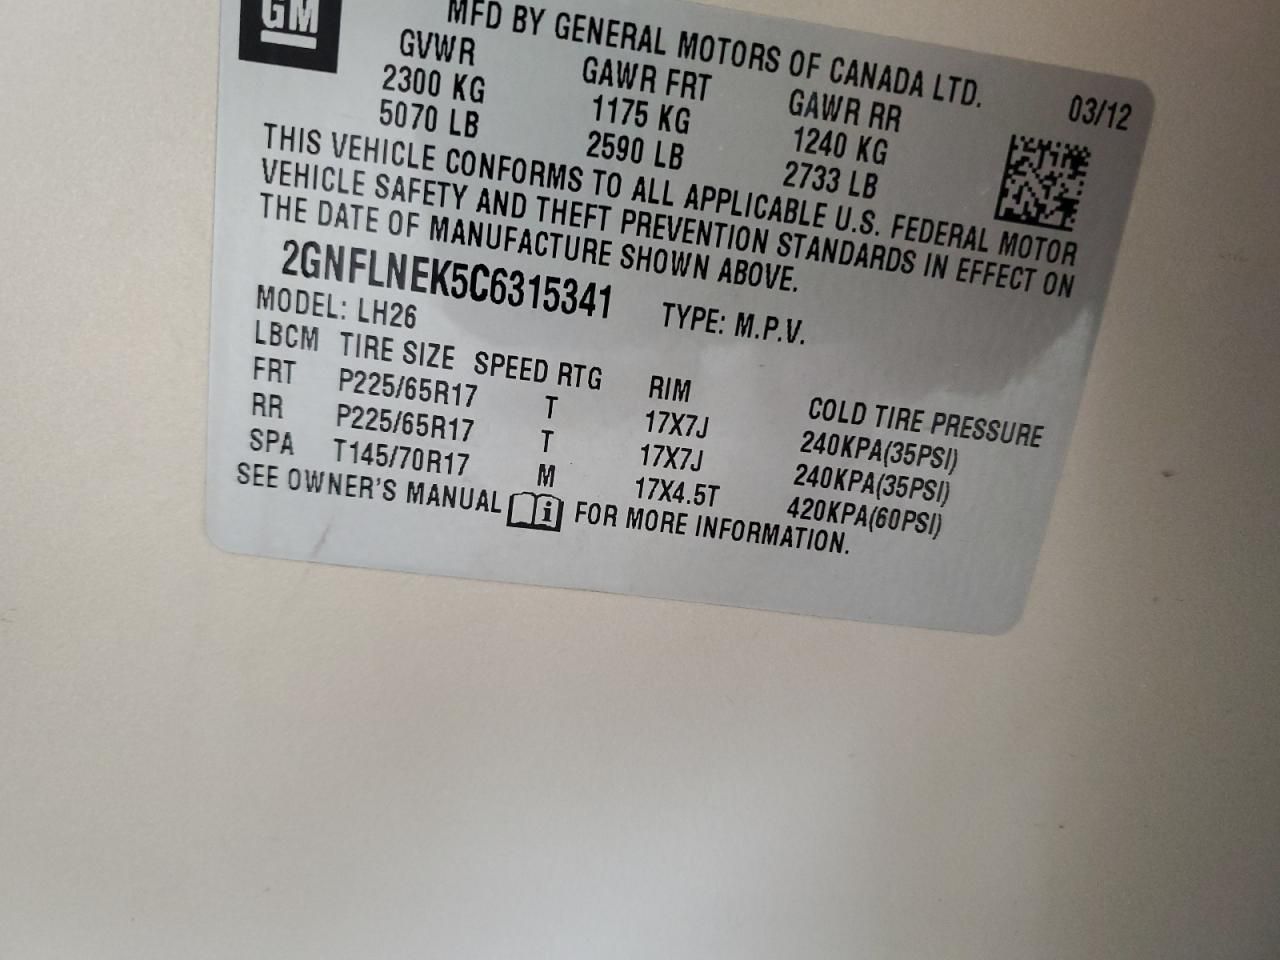 GM
MFD BY GENERAL MOTORS OF CANADA LTD.
03/12
GVWR GAWR FRT GAWR RR
2300 KG 1175 KG 1240 KG
5070 LB 2590 LB 2733 LB
THIS VEHICLE CONFORMS TO ALL APPLICABLE U.S. FEDERAL MOTOR
VEHICLE SAFETY AND THEFT PREVENTION STANDARDS IN EFFECT ON
THE DATE OF MANUFACTURE SHOWN ABOVE.
2GNFLNEK5C6315341 TYPE: M.P.V.
MODEL: LH26
LBCM TIRE SIZE SPEED RTG RIM COLD TIRE PRESSURE
FRT P225/65R17 T 17X7J 240KPA(35PSI)
RR P225/65R17 T 17X7J 240KPA(35PSI)
SPA T145/70R17 M 17X4.5T 420KPA(60PSI)
SEE OWNER'S MANUAL i FOR MORE INFORMATION.